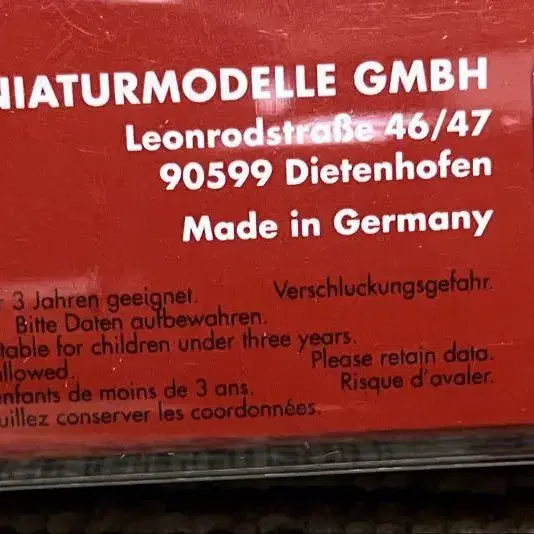 NIATURMODELLE GMBH
Leonrodstraße 46/47
90599 Dietenhofen
Made in Germany
3 Jahren geeignet. Verschluckungsgefahr.
Bitte Daten aufbewahren.
table for children under three years.
llowed. Please retain data.
enfants de moins de 3 ans. Risque d'avaler.
uillez conserver les coordonnées.